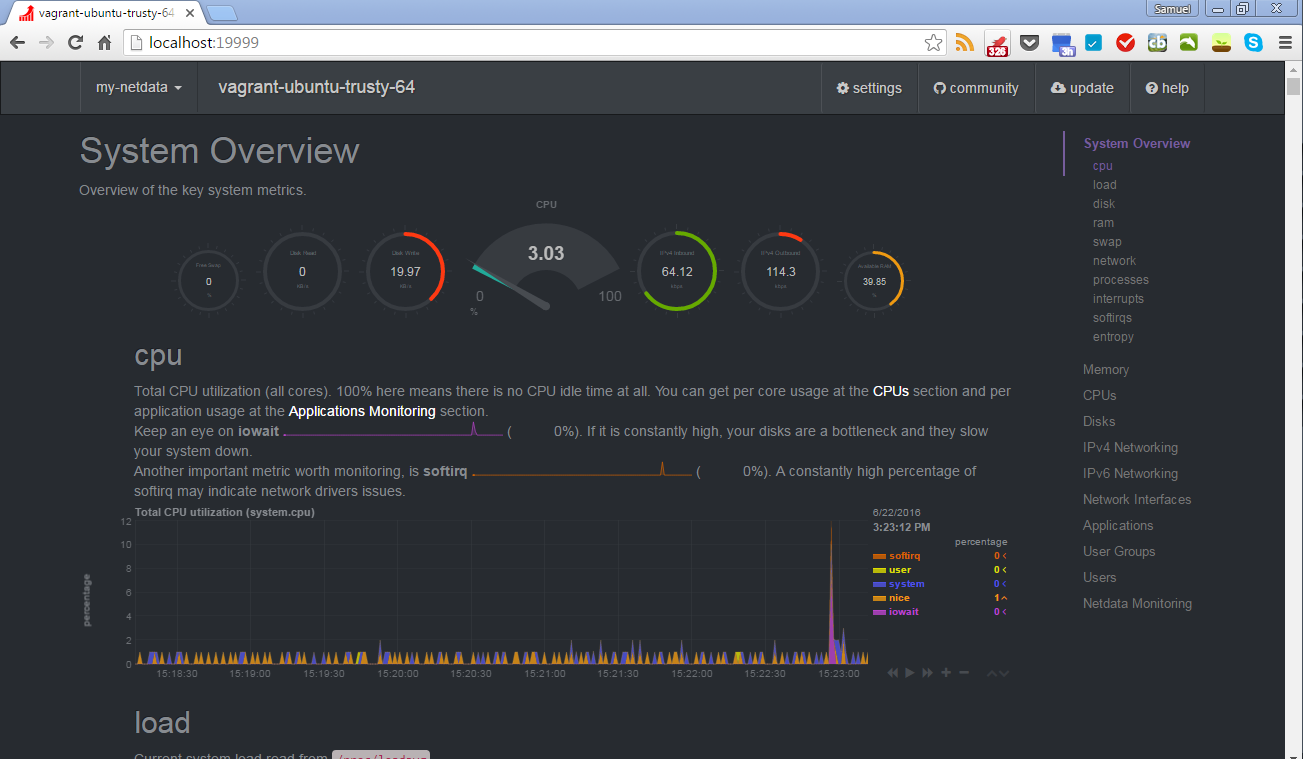 vagrant-ubuntu-trusty-64
Samuel
localhost:19999
326
3h
cb
my-netdata
vagrant-ubuntu-trusty-64
settings
community
update
help
System Overview
Overview of the key system metrics.
Free Swap
0
%
Disk Read
0
KB/s
Disk Write
19.97
KB/s
CPU
3.03
0
100
%
IPv4 Inbound
64.12
kbps
IPv4 Outbound
114.3
kbps
Available RAM
39.85
%
cpu
Total CPU utilization (all cores). 100% here means there is no CPU idle time at all. You can get per core usage at the CPUs section and per
application usage at the Applications Monitoring section.
Keep an eye on iowait ( 0%). If it is constantly high, your disks are a bottleneck and they slow
your system down.
Another important metric worth monitoring, is softirq ( 0%). A constantly high percentage of
softirq may indicate network drivers issues.
Total CPU utilization (system.cpu)
percentage
12
10
8
6
4
2
0
15:18:30 15:19:00 15:19:30 15:20:00 15:20:30 15:21:00 15:21:30 15:22:00 15:22:30 15:23:00
6/22/2016
3:23:12 PM
percentage
softirq 0
user 0
system 0
nice 1
iowait 0
load
Current system load read from /proc/loadavg
System Overview
cpu
load
disk
ram
swap
network
processes
interrupts
softirqs
entropy
Memory
CPUs
Disks
IPv4 Networking
IPv6 Networking
Network Interfaces
Applications
User Groups
Users
Netdata Monitoring